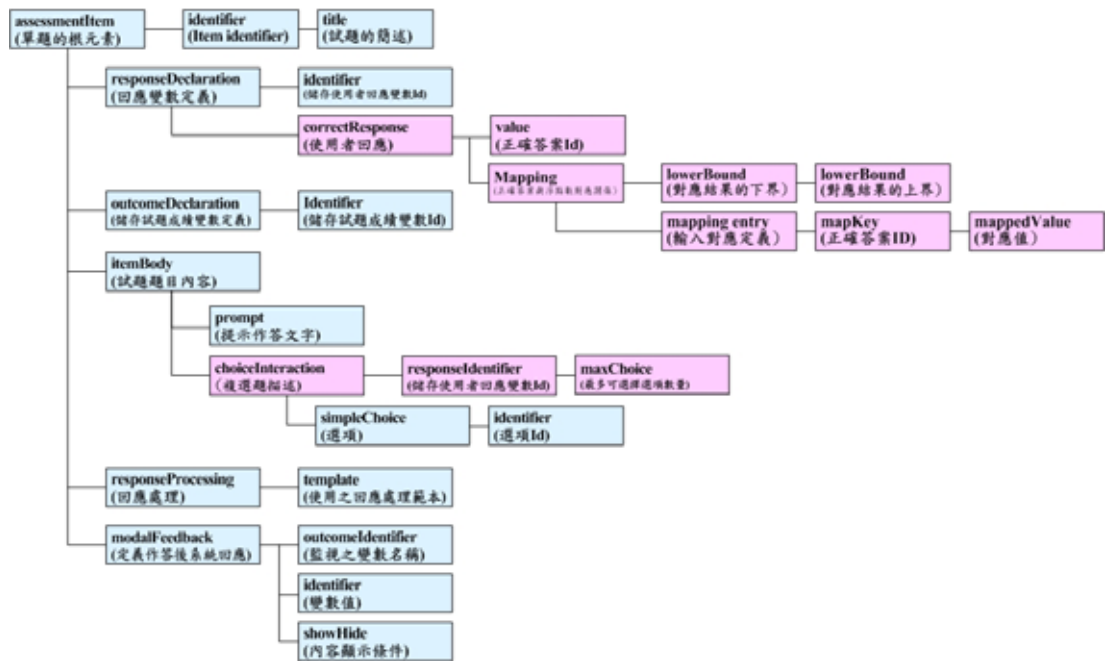 assessmentItem
(單題的根元素)
identifier
(Item identifier)
title
(試題的簡述)
responseDeclaration
(回應變數定義)
identifier
(儲存使用者回應變數Id)
correctResponse
(使用者回應)
value
(正確答案Id)
Mapping
lowerBound
(對應結果的下界)
lowerBound
(對應結果的上界)
outcomeDeclaration
(儲存試題成績變數定義)
Identifier
(儲存試題成績變數Id)
mapping entry
(輸入對應定義)
mapKey
(正確答案ID)
mappedValue
(對應值)
itemBody
(試題題目內容)
prompt
(提示作答文字)
choiceInteraction
(複選題描述)
responseIdentifier
(儲存使用者回應變數Id)
maxChoice
(最多可選擇選項數量)
simpleChoice
(選項)
identifier
(選項Id)
responseProcessing
(回應處理)
template
(使用之回應處理範本)
modalFeedback
(定義作答後系統回應)
outcomeIdentifier
(監視之變數名稱)
identifier
(變數值)
showHide
(內容顯示條件)